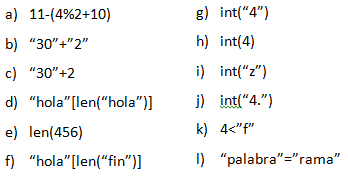 a) 11-(4%2+10)
b) “30”+”2”
c) “30”+2
d) “hola”[len(“hola”)]
e) len(456)
f) “hola”[len(“fin”)]
g) int(“4”)
h) int(4)
i) int(“z”)
j) int(“4.”)
k) 4<”f”
l) “palabra”=”rama”